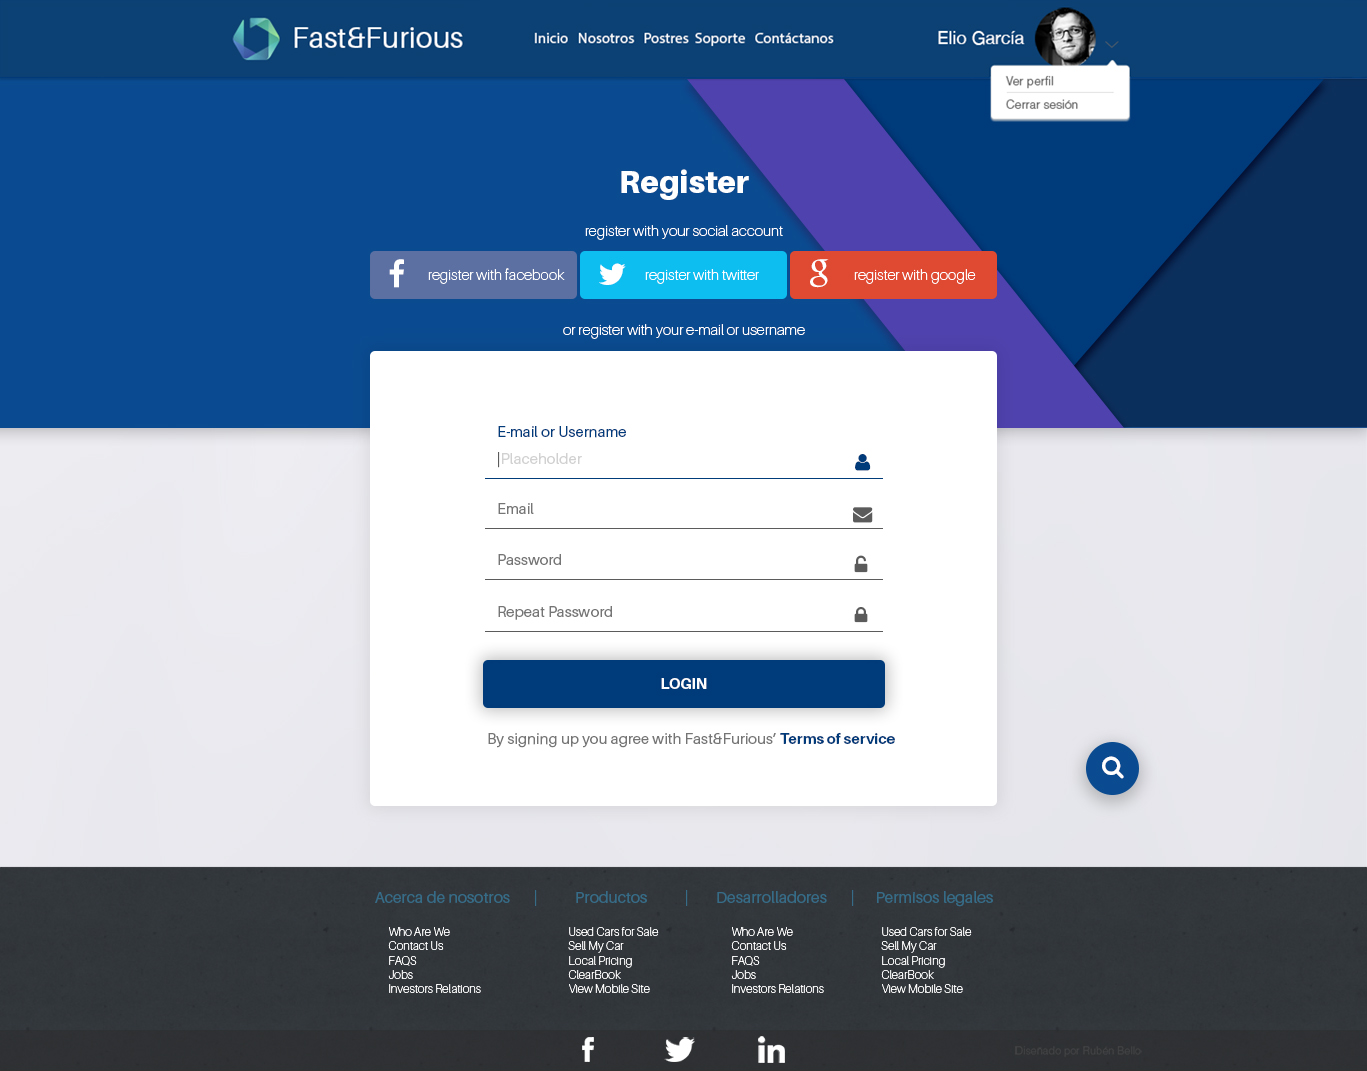 Fast&Furious
Inicio Nosotros Postres Soporte Contáctanos
Elio García
Ver perfil
Cerrar sesión
Register
register with your social account
f register with facebook
register with twitter
g register with google
or register with your e-mail or username
E-mail or Username
Placeholder
Email
Password
Repeat Password
LOGIN
By signing up you agree with Fast&Furious’ Terms of service
Acerca de nosotros | Productos | Desarrolladores | Permisos legales
Who Are We
Contact Us
FAQS
Jobs
Investors Relations
Used Cars for Sale
Sell My Car
Local Pricing
ClearBook
View Mobile Site
Who Are We
Contact Us
FAQS
Jobs
Investors Relations
Used Cars for Sale
Sell My Car
Local Pricing
ClearBook
View Mobile Site
f
in
Diseñado por Rubén Bello